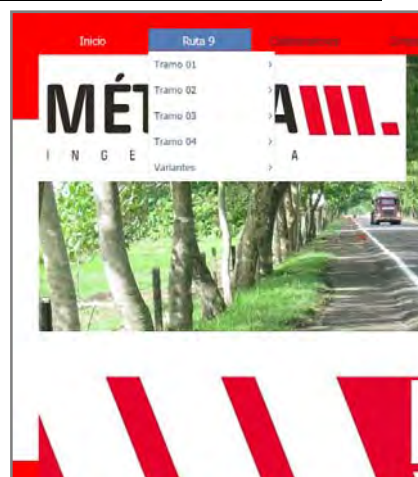 Inicio Ruta 9
Tramo 01
Tramo 02
Tramo 03
Tramo 04
Variantes
MÉT A
I N G E A